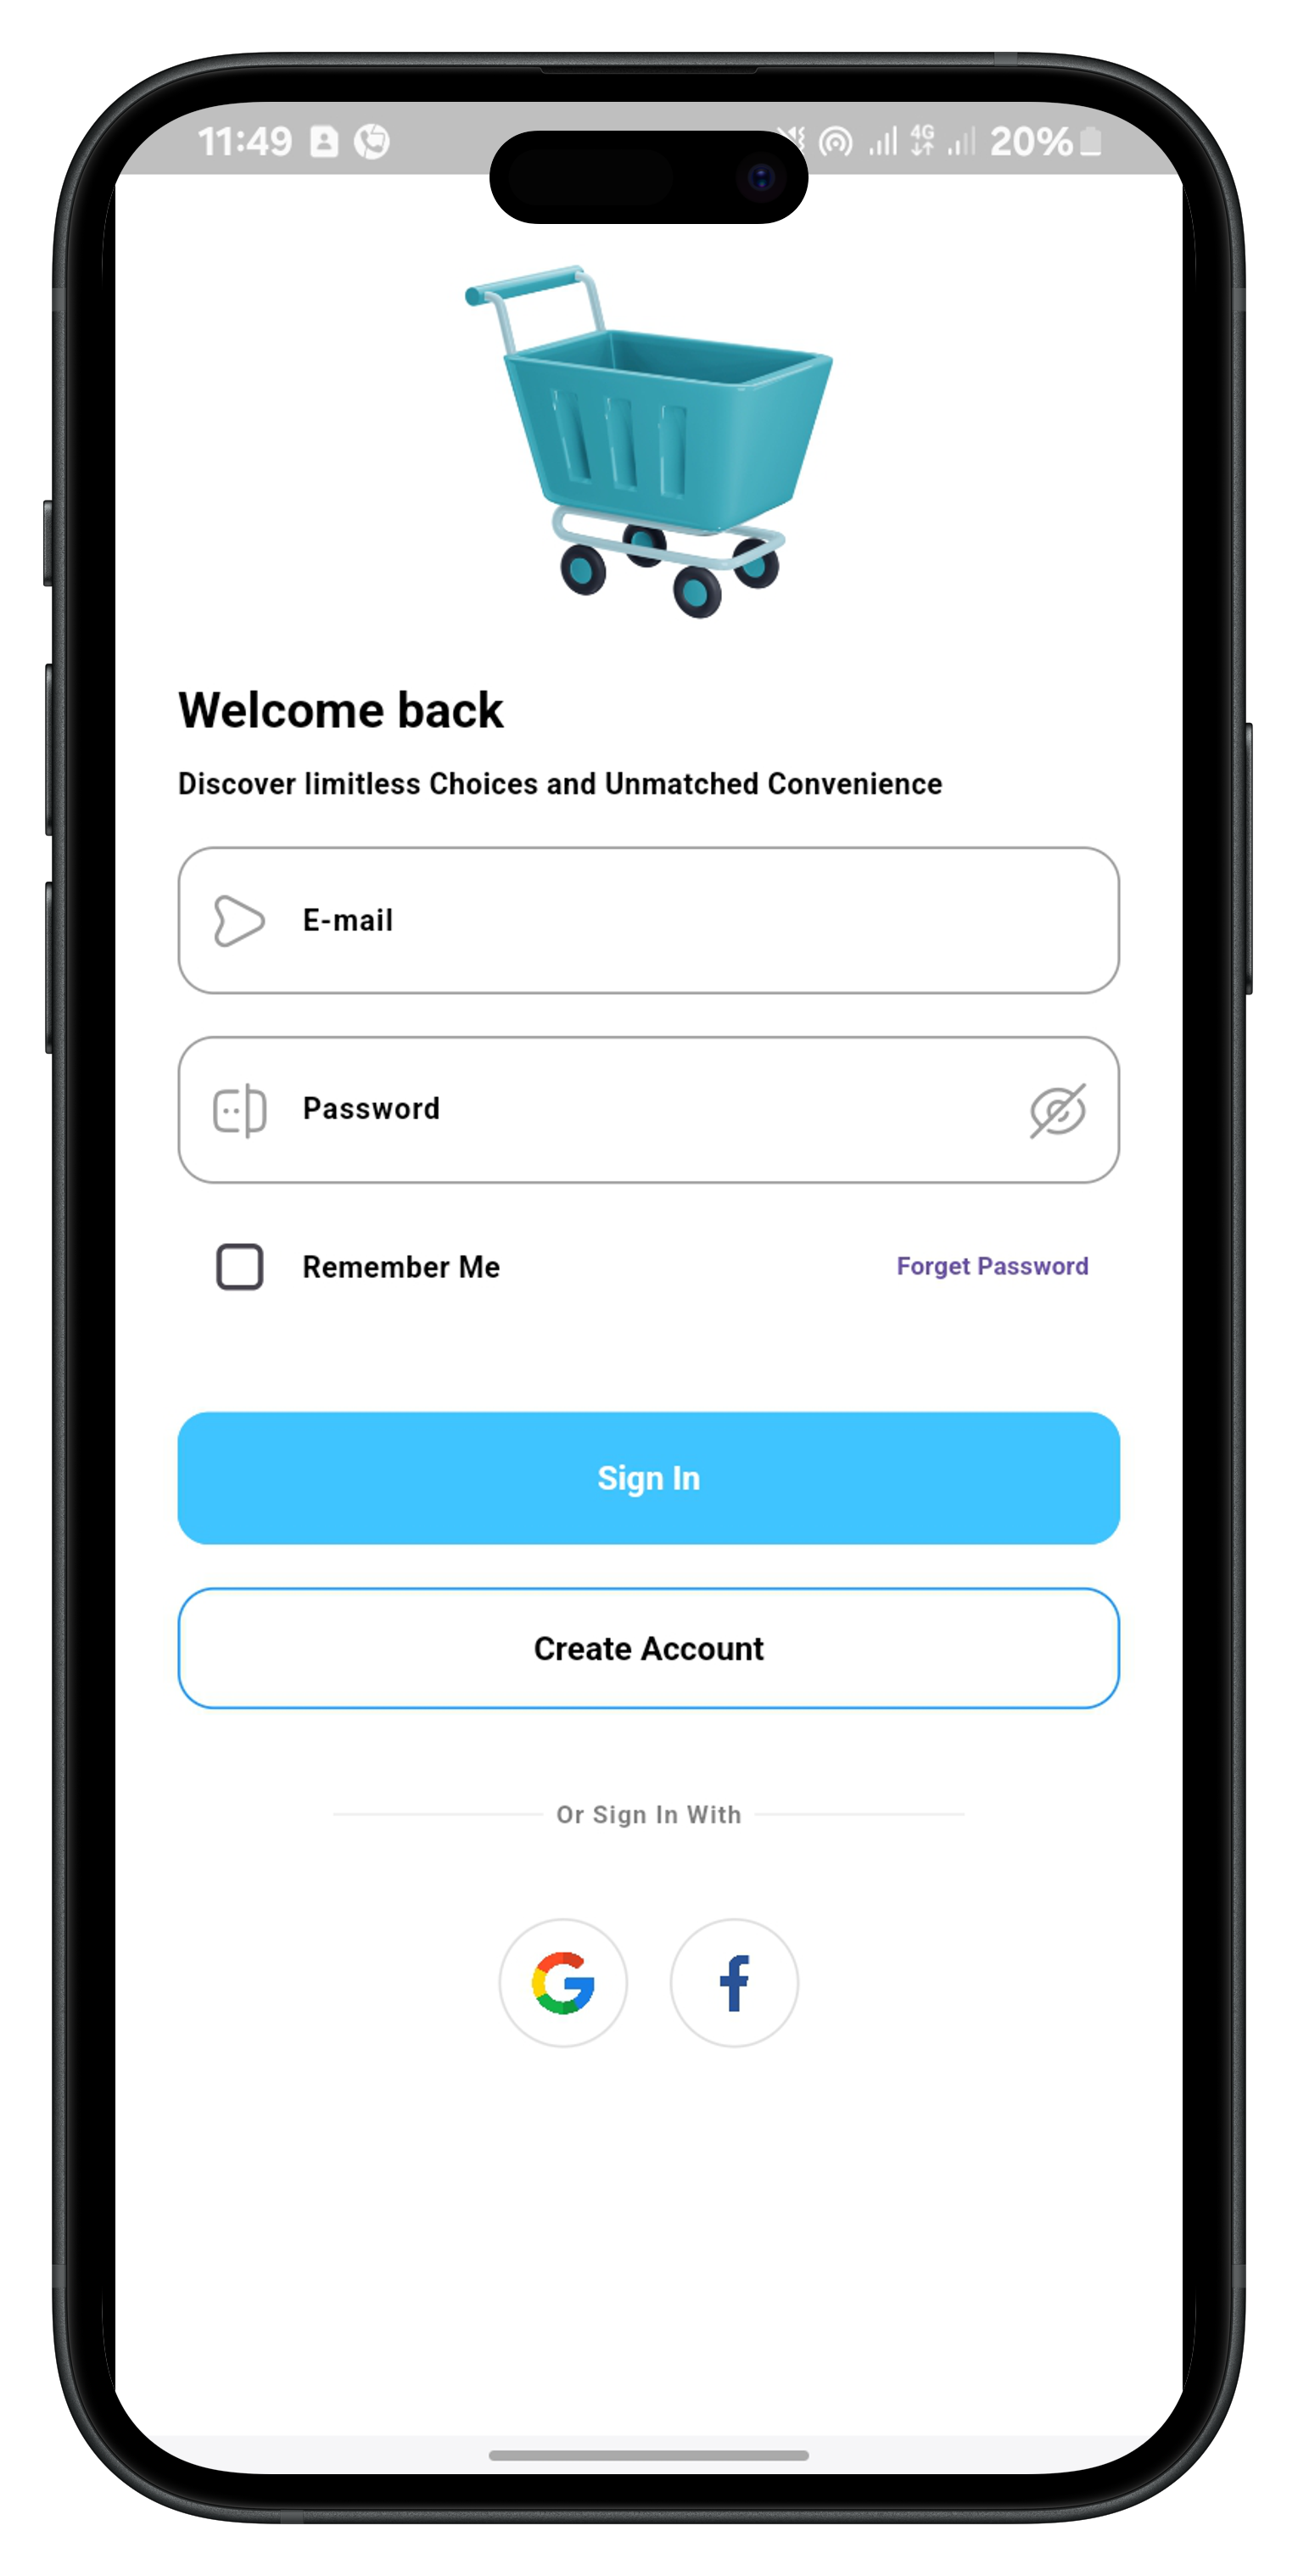 11:49 4G 20%
Welcome back
Discover limitless Choices and Unmatched Convenience
E-mail
Password
Remember Me Forget Password
Sign In
Create Account
Or Sign In With